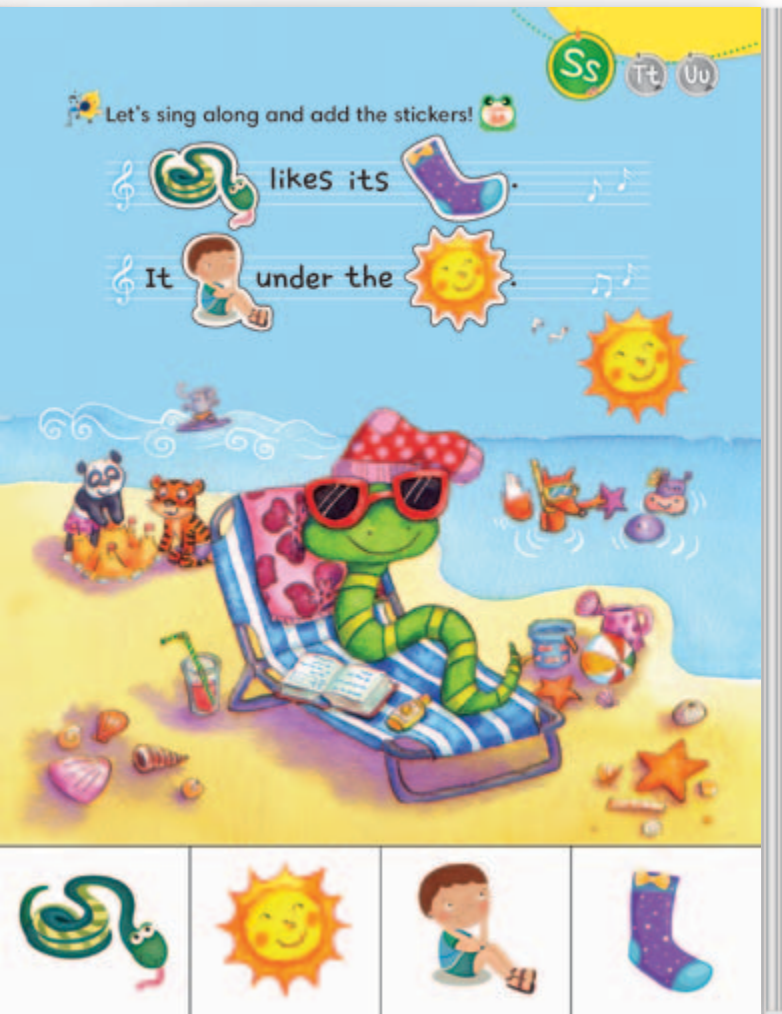 Ss Tt Uu
Let's sing along and add the stickers!
likes its .
It under the .